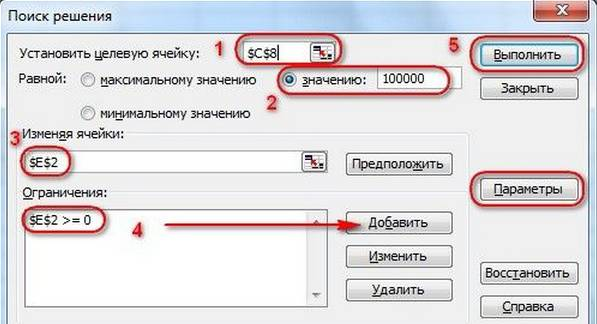 Поиск решения
Установить целевую ячейку: 1 $C$8 5 Выполнить
Равной: максимальному значению значению: 100000 Закрыть
2
минимальному значению
3 Изменяя ячейки:
$E$2 Предположить
Ограничения: Параметры
$E$2 >= 0 4 Добавить
Изменить
Удалить Восстановить
Справка